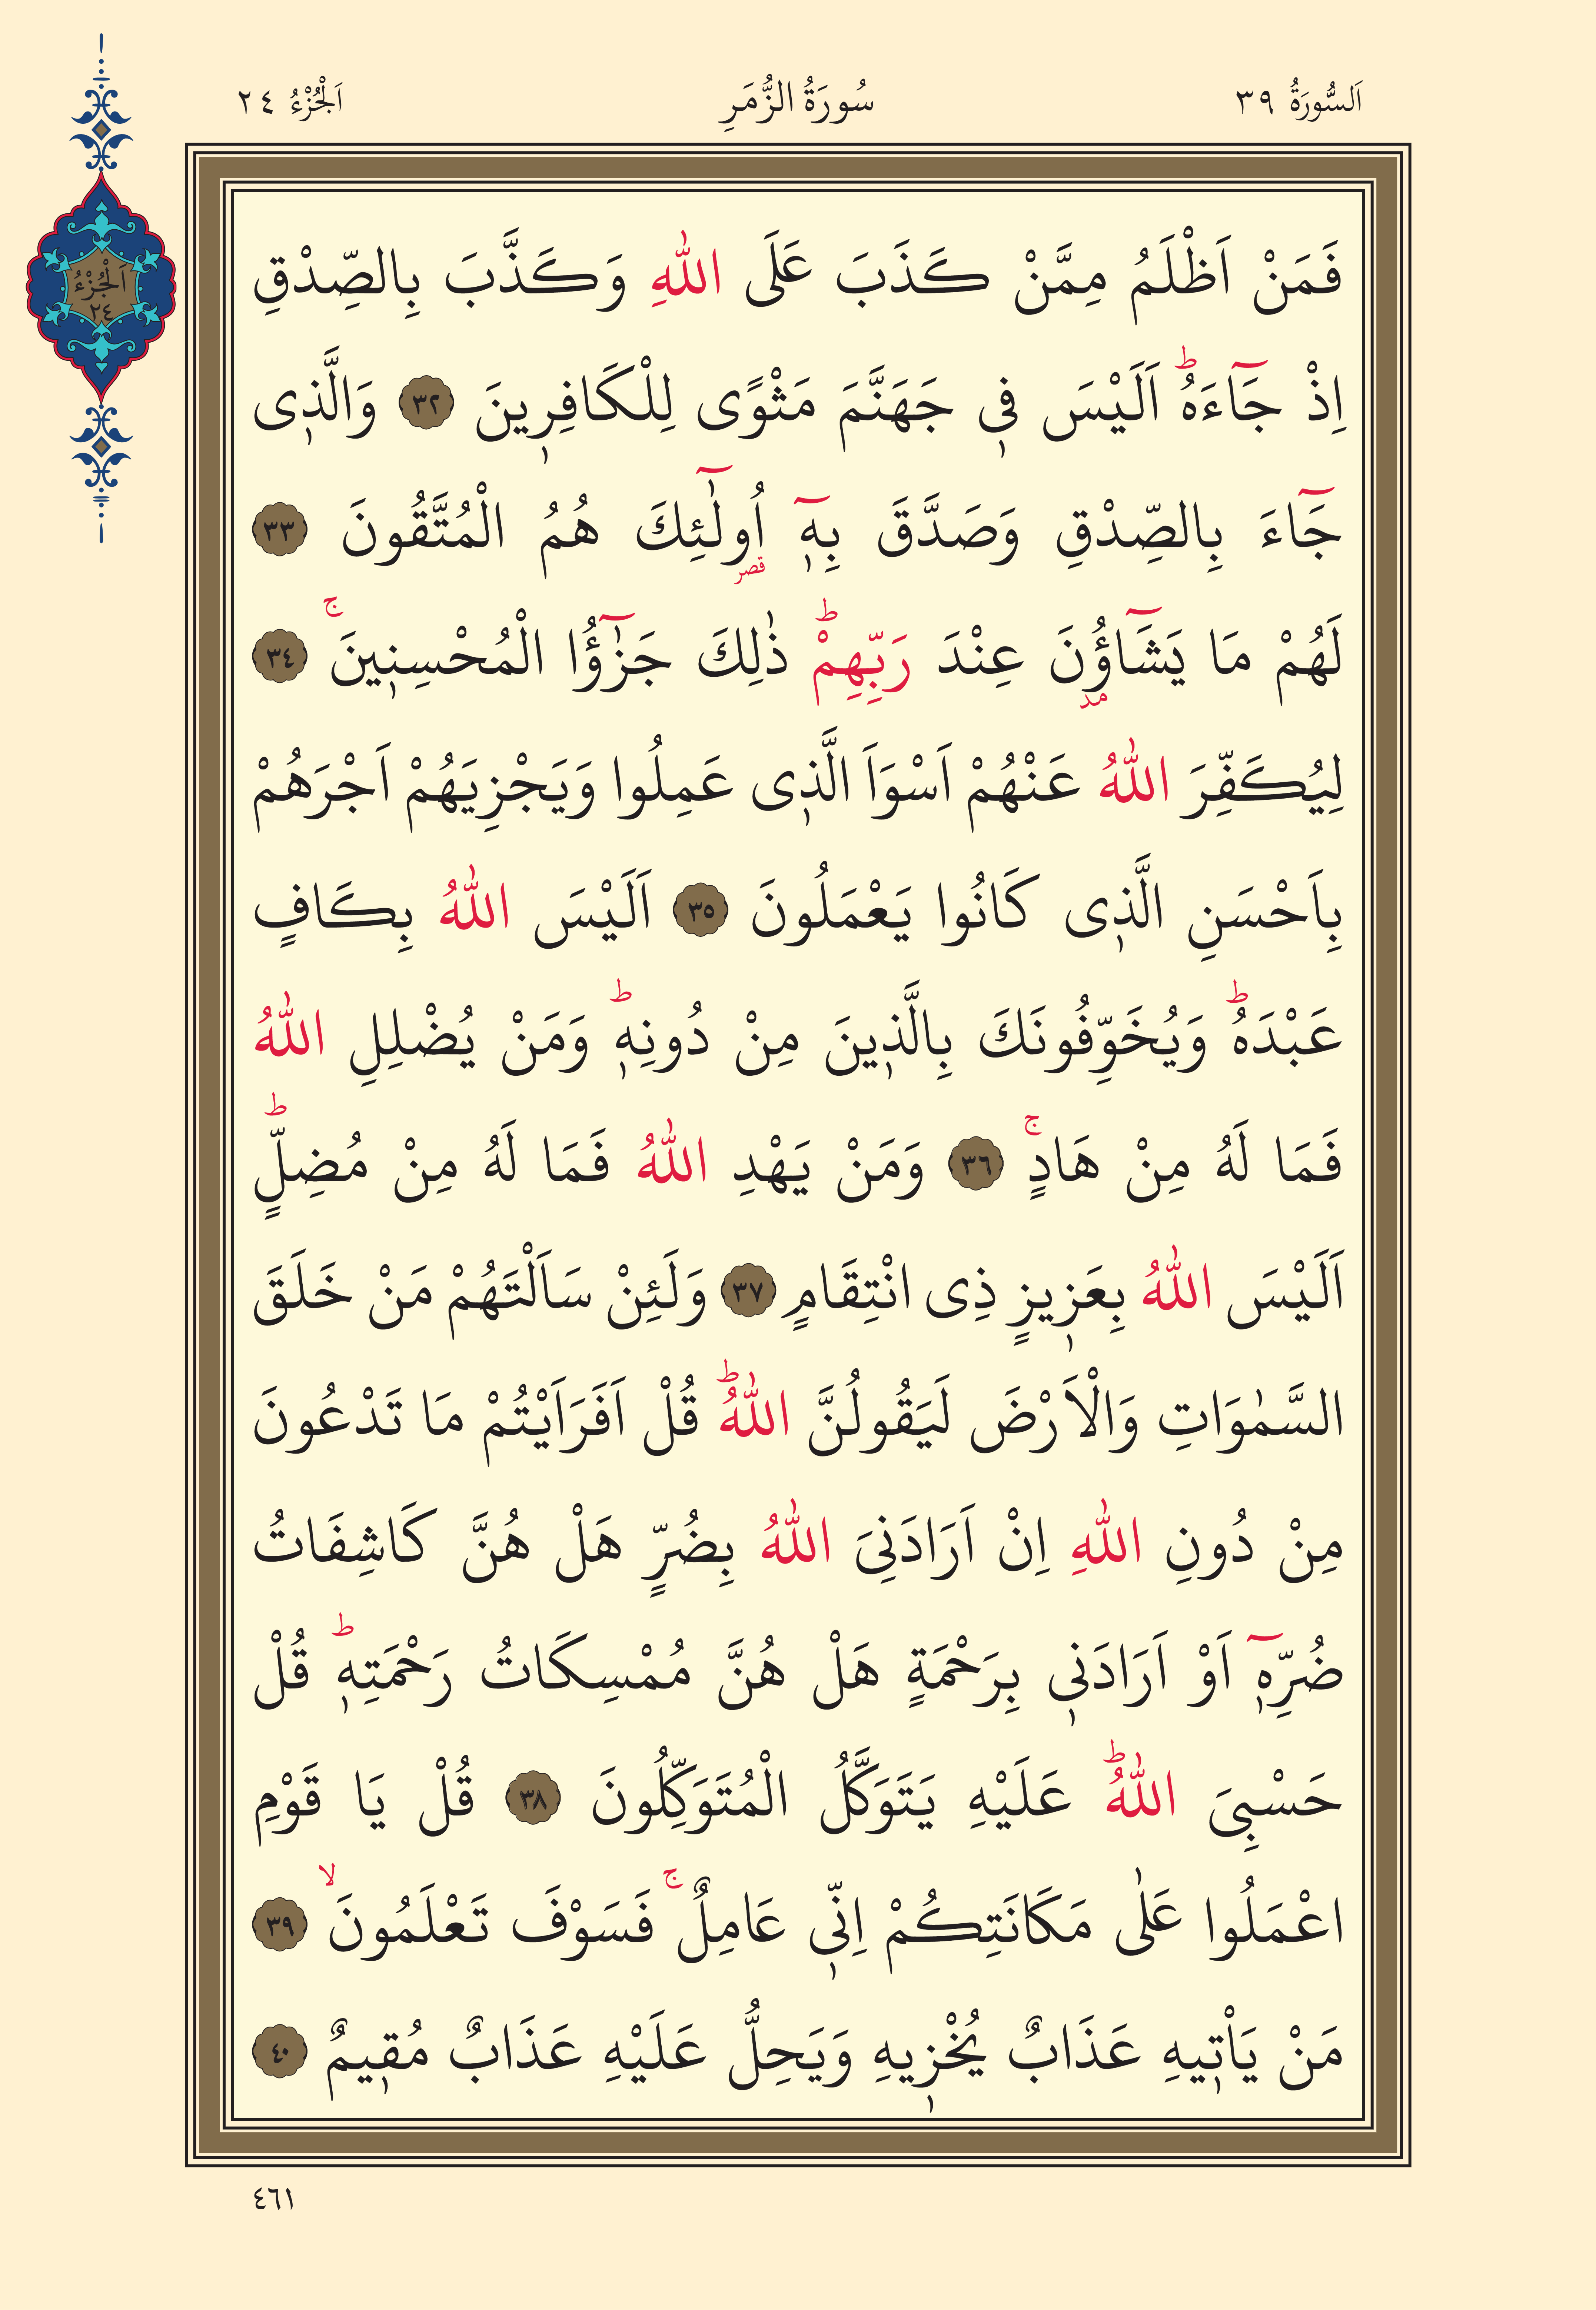 اَلسُّورَةُ ٣٩ سُورَةُ الزُّمَرِ اَلْجُزْءُ ٢٤
اَلْجُزْءُ
٢٤
فَمَنْ اَظْلَمُ مِمَّنْ كَذَبَ عَلَى اللّٰهِ وَكَذَّبَ بِالصِّدْقِ
اِذْ جَٓاءَهُۜ اَلَيْسَ ف۪ي جَهَنَّمَ مَثْوًى لِلْكَافِر۪ينَ ٣٢ وَالَّذ۪ي
جَٓاءَ بِالصِّدْقِ وَصَدَّقَ بِه۪ٓ اُو۬لٰٓئِكَ هُمُ الْمُتَّقُونَ ٣٣
لَهُمْ مَا يَشَٓاؤُ۫نَ عِنْدَ رَبِّهِمْۜ ذٰلِكَ جَزٰٓؤُا الْمُحْسِن۪ينَۚ ٣٤
لِيُكَفِّرَ اللّٰهُ عَنْهُمْ اَسْوَاَ الَّذ۪ي عَمِلُوا وَيَجْزِيَهُمْ اَجْرَهُمْ
بِاَحْسَنِ الَّذ۪ي كَانُوا يَعْمَلُونَ ٣٥ اَلَيْسَ اللّٰهُ بِكَافٍ
عَبْدَهُۜ وَيُخَوِّفُونَكَ بِالَّذ۪ينَ مِنْ دُونِه۪ۜ وَمَنْ يُضْلِلِ اللّٰهُ
فَمَا لَهُ مِنْ هَادٍۚ ٣٦ وَمَنْ يَهْدِ اللّٰهُ فَمَا لَهُ مِنْ مُضِلٍّۜ
اَلَيْسَ اللّٰهُ بِعَز۪يزٍ ذِي انْتِقَامٍ ٣٧ وَلَئِنْ سَاَلْتَهُمْ مَنْ خَلَقَ
السَّمٰوَاتِ وَالْاَرْضَ لَيَقُولُنَّ اللّٰهُۜ قُلْ اَفَرَاَيْتُمْ مَا تَدْعُونَ
مِنْ دُونِ اللّٰهِ اِنْ اَرَادَنِيَ اللّٰهُ بِضُرٍّ هَلْ هُنَّ كَاشِفَاتُ
ضُرِّه۪ٓ اَوْ اَرَادَن۪ي بِرَحْمَةٍ هَلْ هُنَّ مُمْسِكَاتُ رَحْمَتِه۪ۜ قُلْ
حَسْبِيَ اللّٰهُۜ عَلَيْهِ يَتَوَكَّلُ الْمُتَوَكِّلُونَ ٣٨ قُلْ يَا قَوْمِ
اعْمَلُوا عَلٰى مَكَانَتِكُمْ اِنّ۪ي عَامِلٌۚ فَسَوْفَ تَعْلَمُونَۙ ٣٩
مَنْ يَاْت۪يهِ عَذَابٌ يُخْز۪يهِ وَيَحِلُّ عَلَيْهِ عَذَابٌ مُق۪يمٌ ٤٠
٤٦١